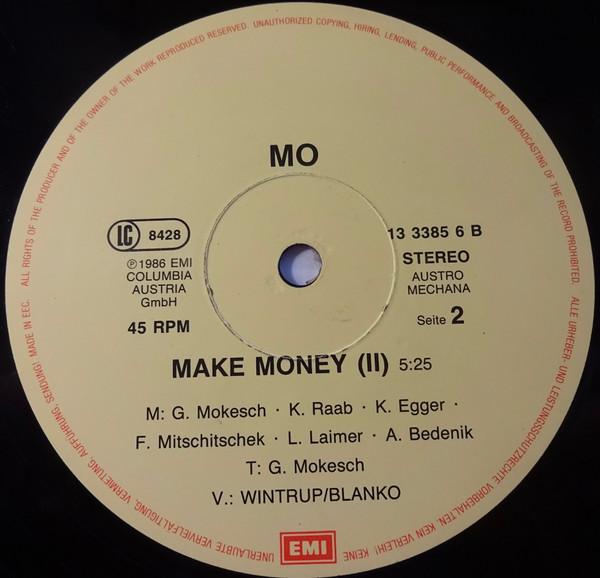 ALL RIGHTS OF THE PRODUCER AND OF THE OWNER OF THE WORK REPRODUCED RESERVED. UNAUTHORIZED COPYING, HIRING, LENDING, PUBLIC PERFORMANCE AND BROADCASTING OF THE RECORD PROHIBITED.
ALLE URHEBER- UND LEISTUNGSSCHUTZRECHTE VORBEHALTEN. KEIN VERLEIH! KEINE UNERLAUBTE VERVIELFÄLTIGUNG, VERMIETUNG, AUFFÜHRUNG, SENDUNG! MADE IN EEC.
MO
LC 8428
13 3385 6 B
℗ 1986 EMI
COLUMBIA
AUSTRIA
GmbH
STEREO
AUSTRO
MECHANA
45 RPM
Seite 2
MAKE MONEY (II) 5:25
M: G. Mokesch · K. Raab · K. Egger ·
F. Mitschitschek · L. Laimer · A. Bedenik
T: G. Mokesch
V.: WINTRUP/BLANKO
EMI